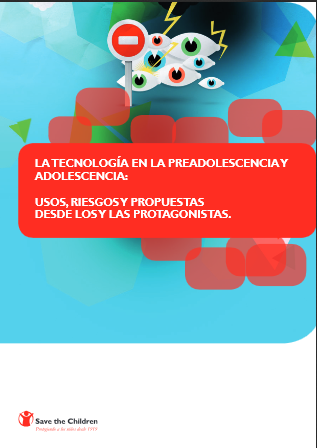 LA TECNOLOGÍA EN LA PREADOLESCENCIA Y
ADOLESCENCIA:
USOS, RIESGOS Y PROPUESTAS
DESDE LOS Y LAS PROTAGONISTAS.
Save the Children